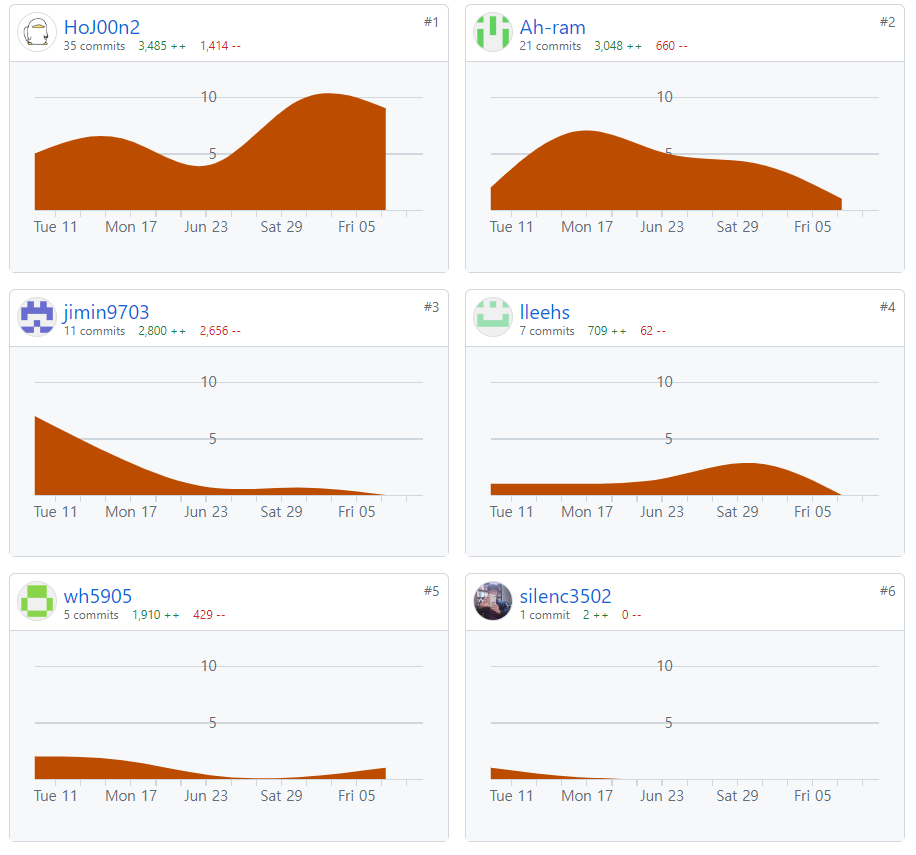 HoJ00n2
#1
35 commits 3,485 ++ 1,414 --
10
5
Tue 11 Mon 17 Jun 23 Sat 29 Fri 05
Ah-ram
#2
21 commits 3,048 ++ 660 --
10
5
Tue 11 Mon 17 Jun 23 Sat 29 Fri 05
jimin9703
#3
11 commits 2,800 ++ 2,656 --
10
5
Tue 11 Mon 17 Jun 23 Sat 29 Fri 05
lleehs
#4
7 commits 709 ++ 62 --
10
5
Tue 11 Mon 17 Jun 23 Sat 29 Fri 05
wh5905
#5
5 commits 1,910 ++ 429 --
10
5
Tue 11 Mon 17 Jun 23 Sat 29 Fri 05
silenc3502
#6
1 commit 2 ++ 0 --
10
5
Tue 11 Mon 17 Jun 23 Sat 29 Fri 05